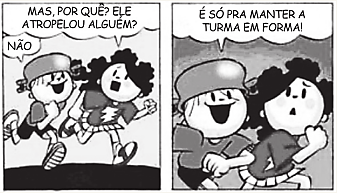 MAS, POR QUÊ? ELE
ATROPELOU ALGUÉM?
NÃO
É SÓ PRA MANTER A
TURMA EM FORMA!